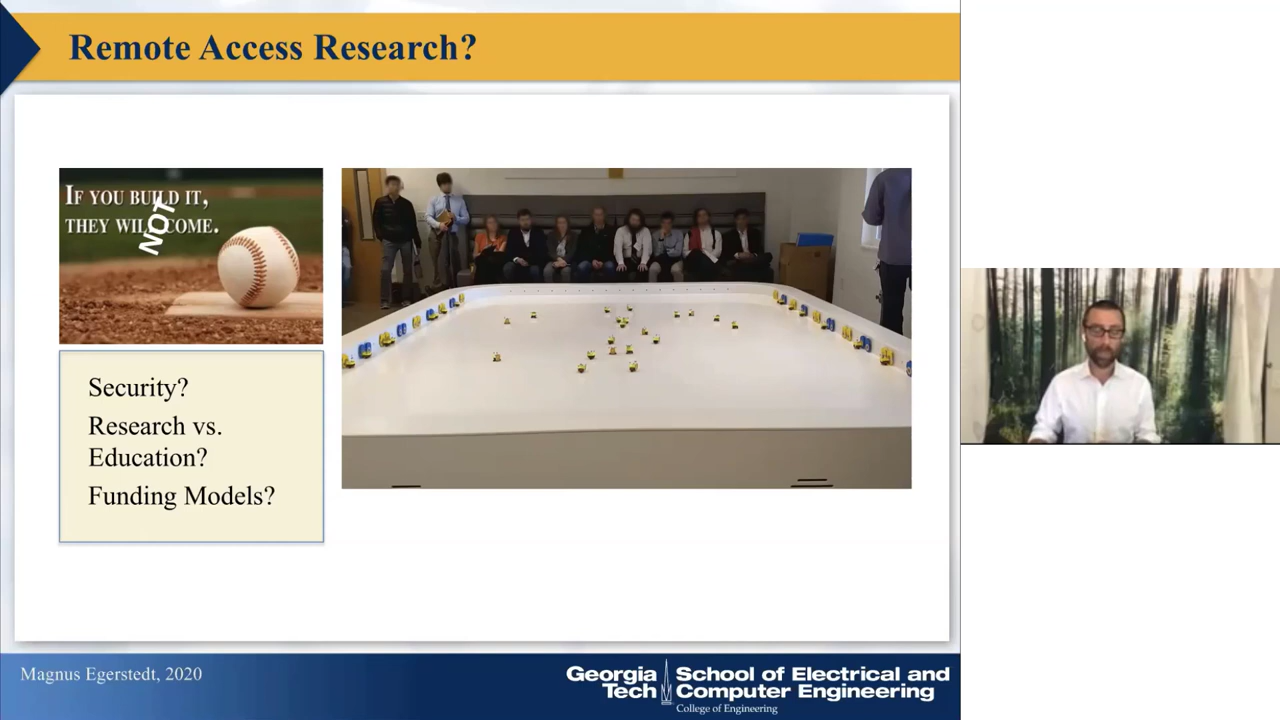 Remote Access Research?
IF YOU BUILD IT,
NOT
THEY WILL COME.
Security?
Research vs.
Education?
Funding Models?
Magnus Egerstedt, 2020
Georgia Tech
School of Electrical and
Computer Engineering
College of Engineering